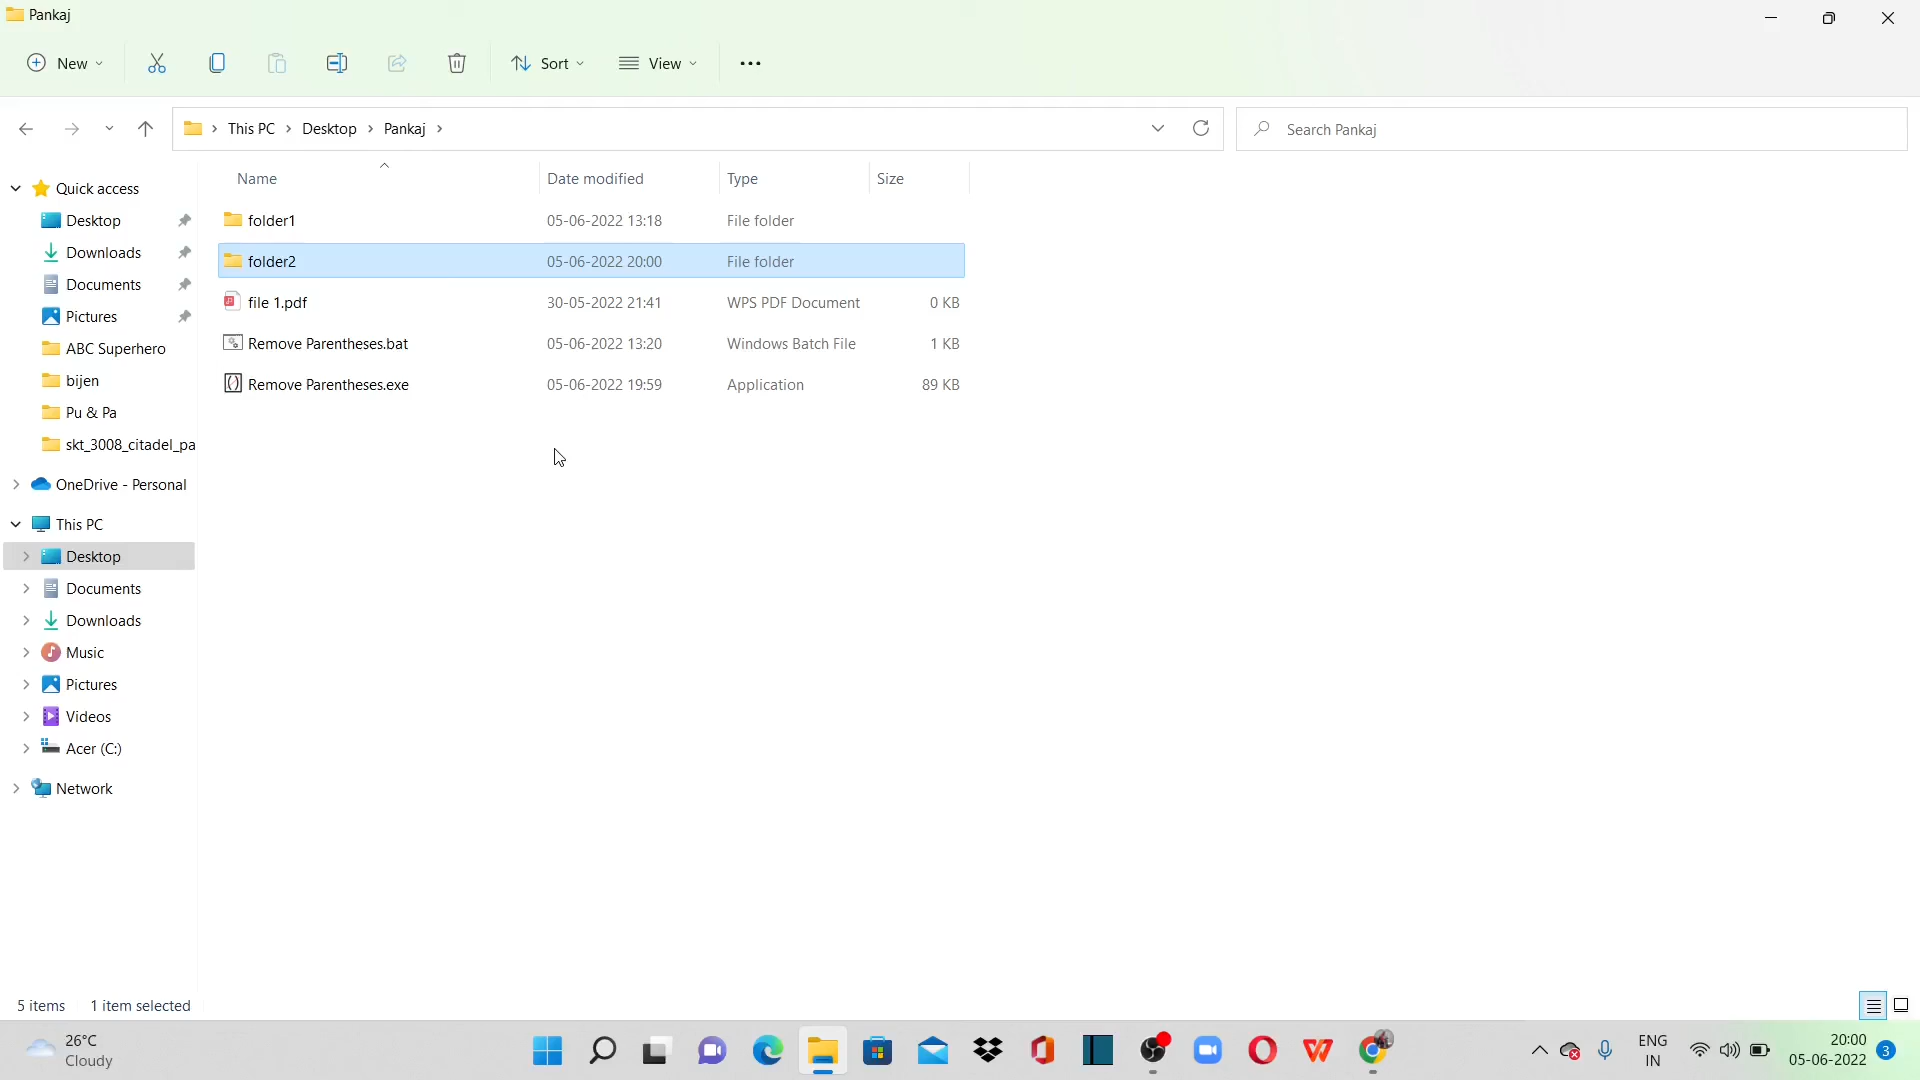 Pankaj
New
Sort
View
This PC > Desktop > Pankaj >
Search Pankaj
Name Date modified Type Size
folder1 05-06-2022 13:18 File folder
folder2 05-06-2022 20:00 File folder
file 1.pdf 30-05-2022 21:41 WPS PDF Document 0 KB
Remove Parentheses.bat 05-06-2022 13:20 Windows Batch File 1 KB
Remove Parentheses.exe 05-06-2022 19:59 Application 89 KB
Quick access
Desktop
Downloads
Documents
Pictures
ABC Superhero
bijen
Pu & Pa
skt_3008_citadel_pa
OneDrive - Personal
This PC
Desktop
Documents
Downloads
Music
Pictures
Videos
Acer (C:)
Network
5 items 1 item selected
26°C
Cloudy
ENG
IN
20:00
05-06-2022
3